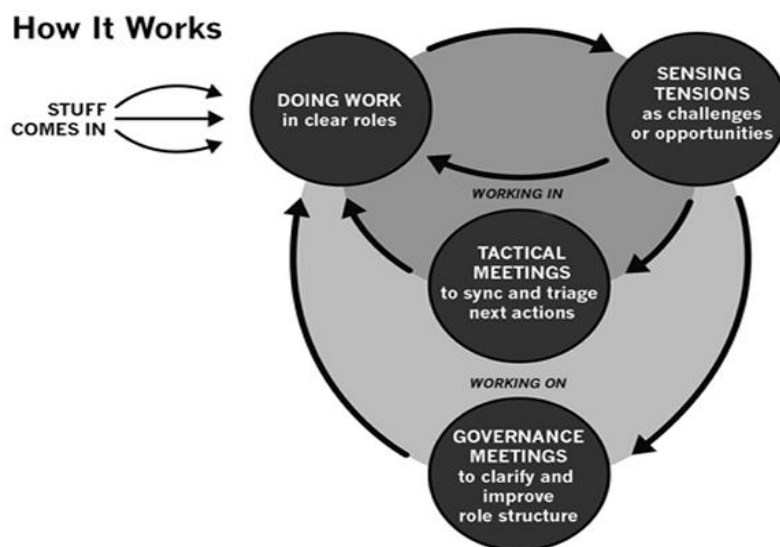 How It Works
STUFF
COMES IN
DOING WORK
in clear roles
SENSING
TENSIONS
as challenges
or opportunities
WORKING IN
TACTICAL
MEETINGS
to sync and triage
next actions
WORKING ON
GOVERNANCE
MEETINGS
to clarify and
improve
role structure